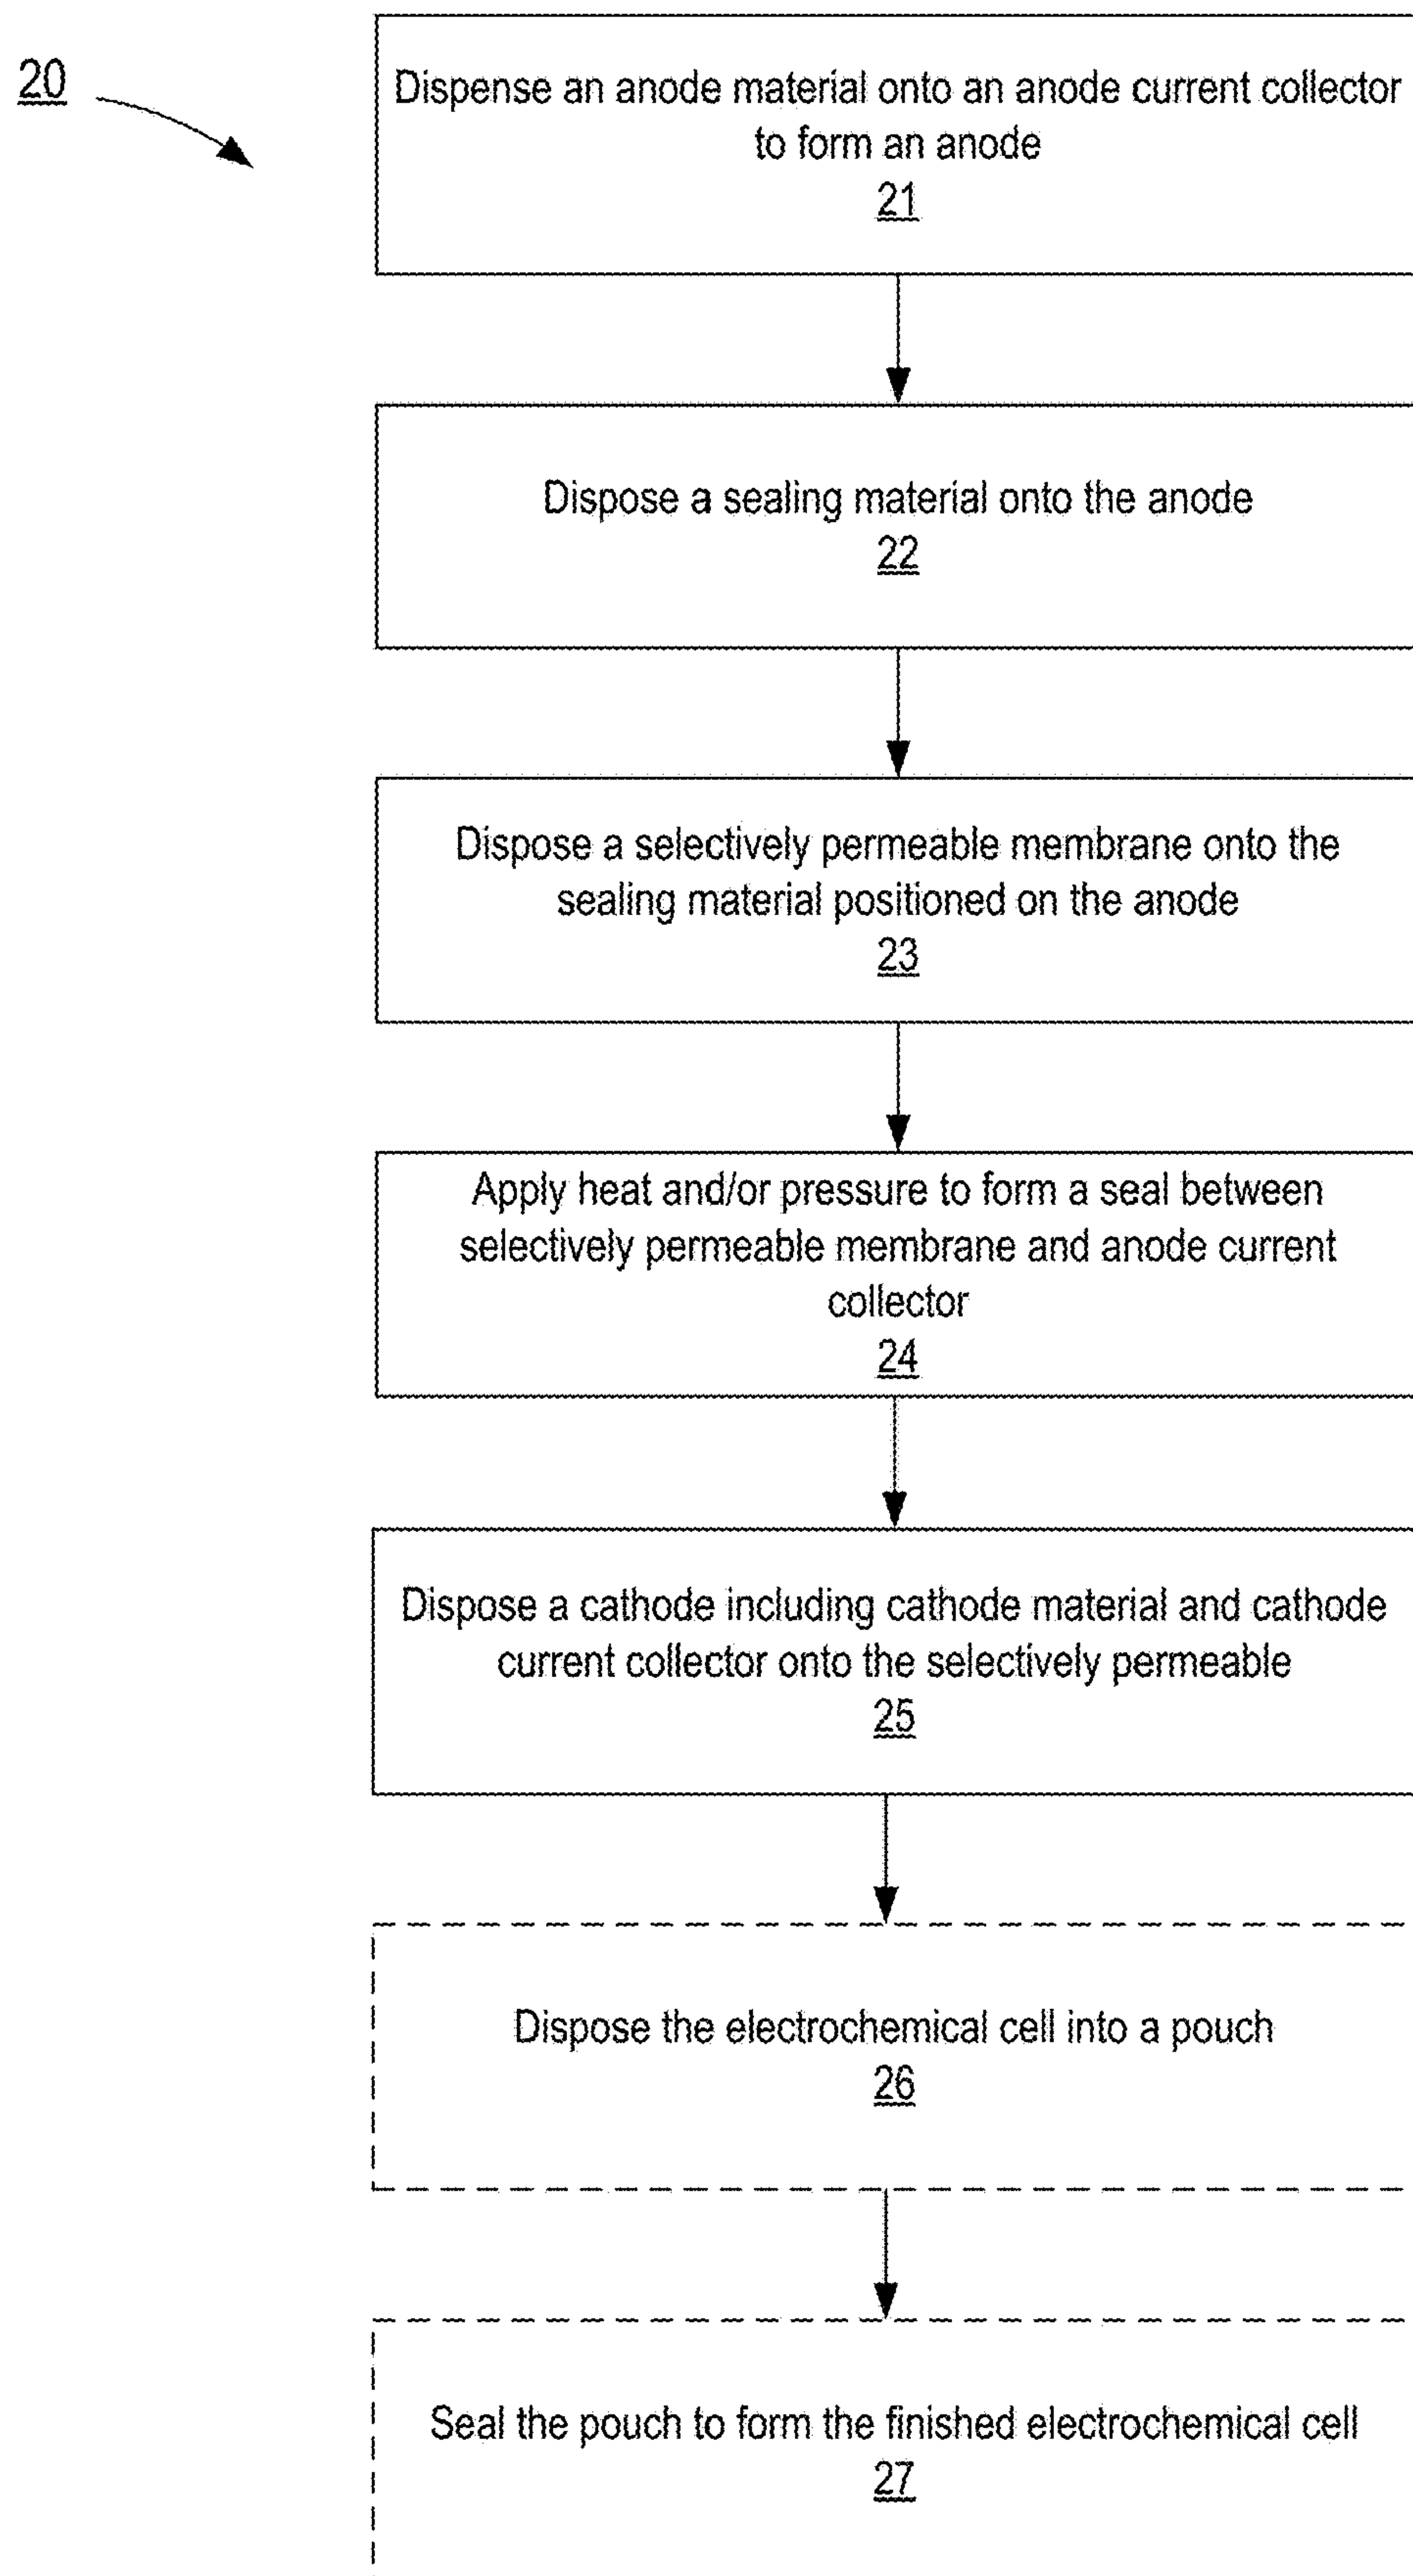 20
Dispense an anode material onto an anode current collector
to form an anode
21
Dispose a sealing material onto the anode
22
Dispose a selectively permeable membrane onto the
sealing material positioned on the anode
23
Apply heat and/or pressure to form a seal between
selectively permeable membrane and anode current
collector
24
Dispose a cathode including cathode material and cathode
current collector onto the selectively permeable
25
Dispose the electrochemical cell into a pouch
26
Seal the pouch to form the finished electrochemical cell
27